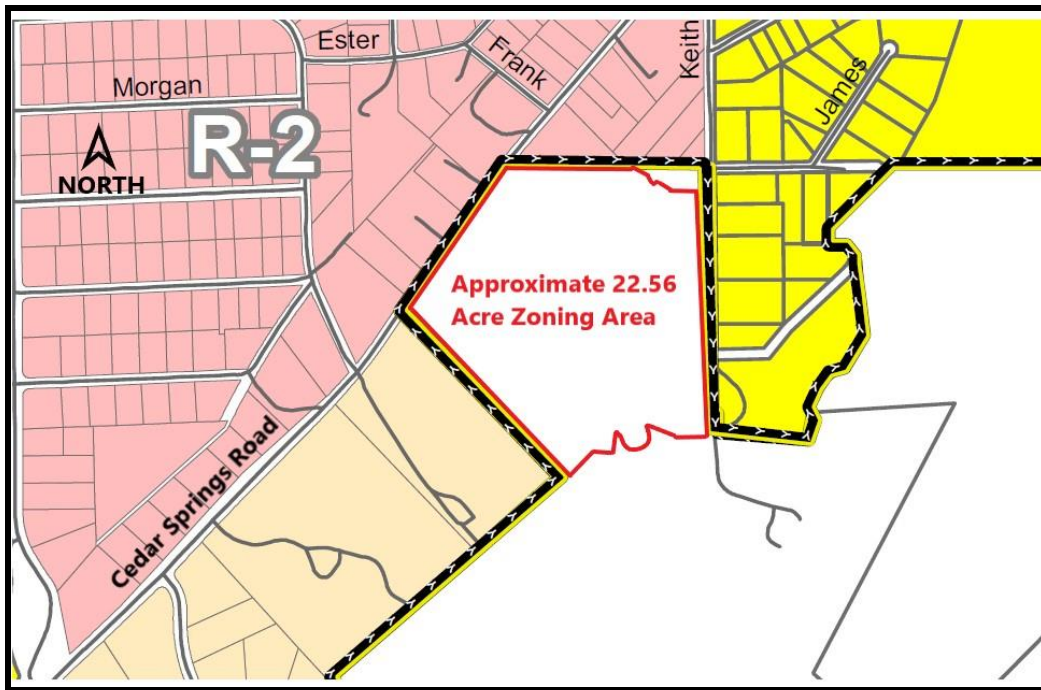 Ester
Frank
Keith
Morgan
James
R-2
NORTH
Approximate 22.56
Acre Zoning Area
Cedar Springs Road